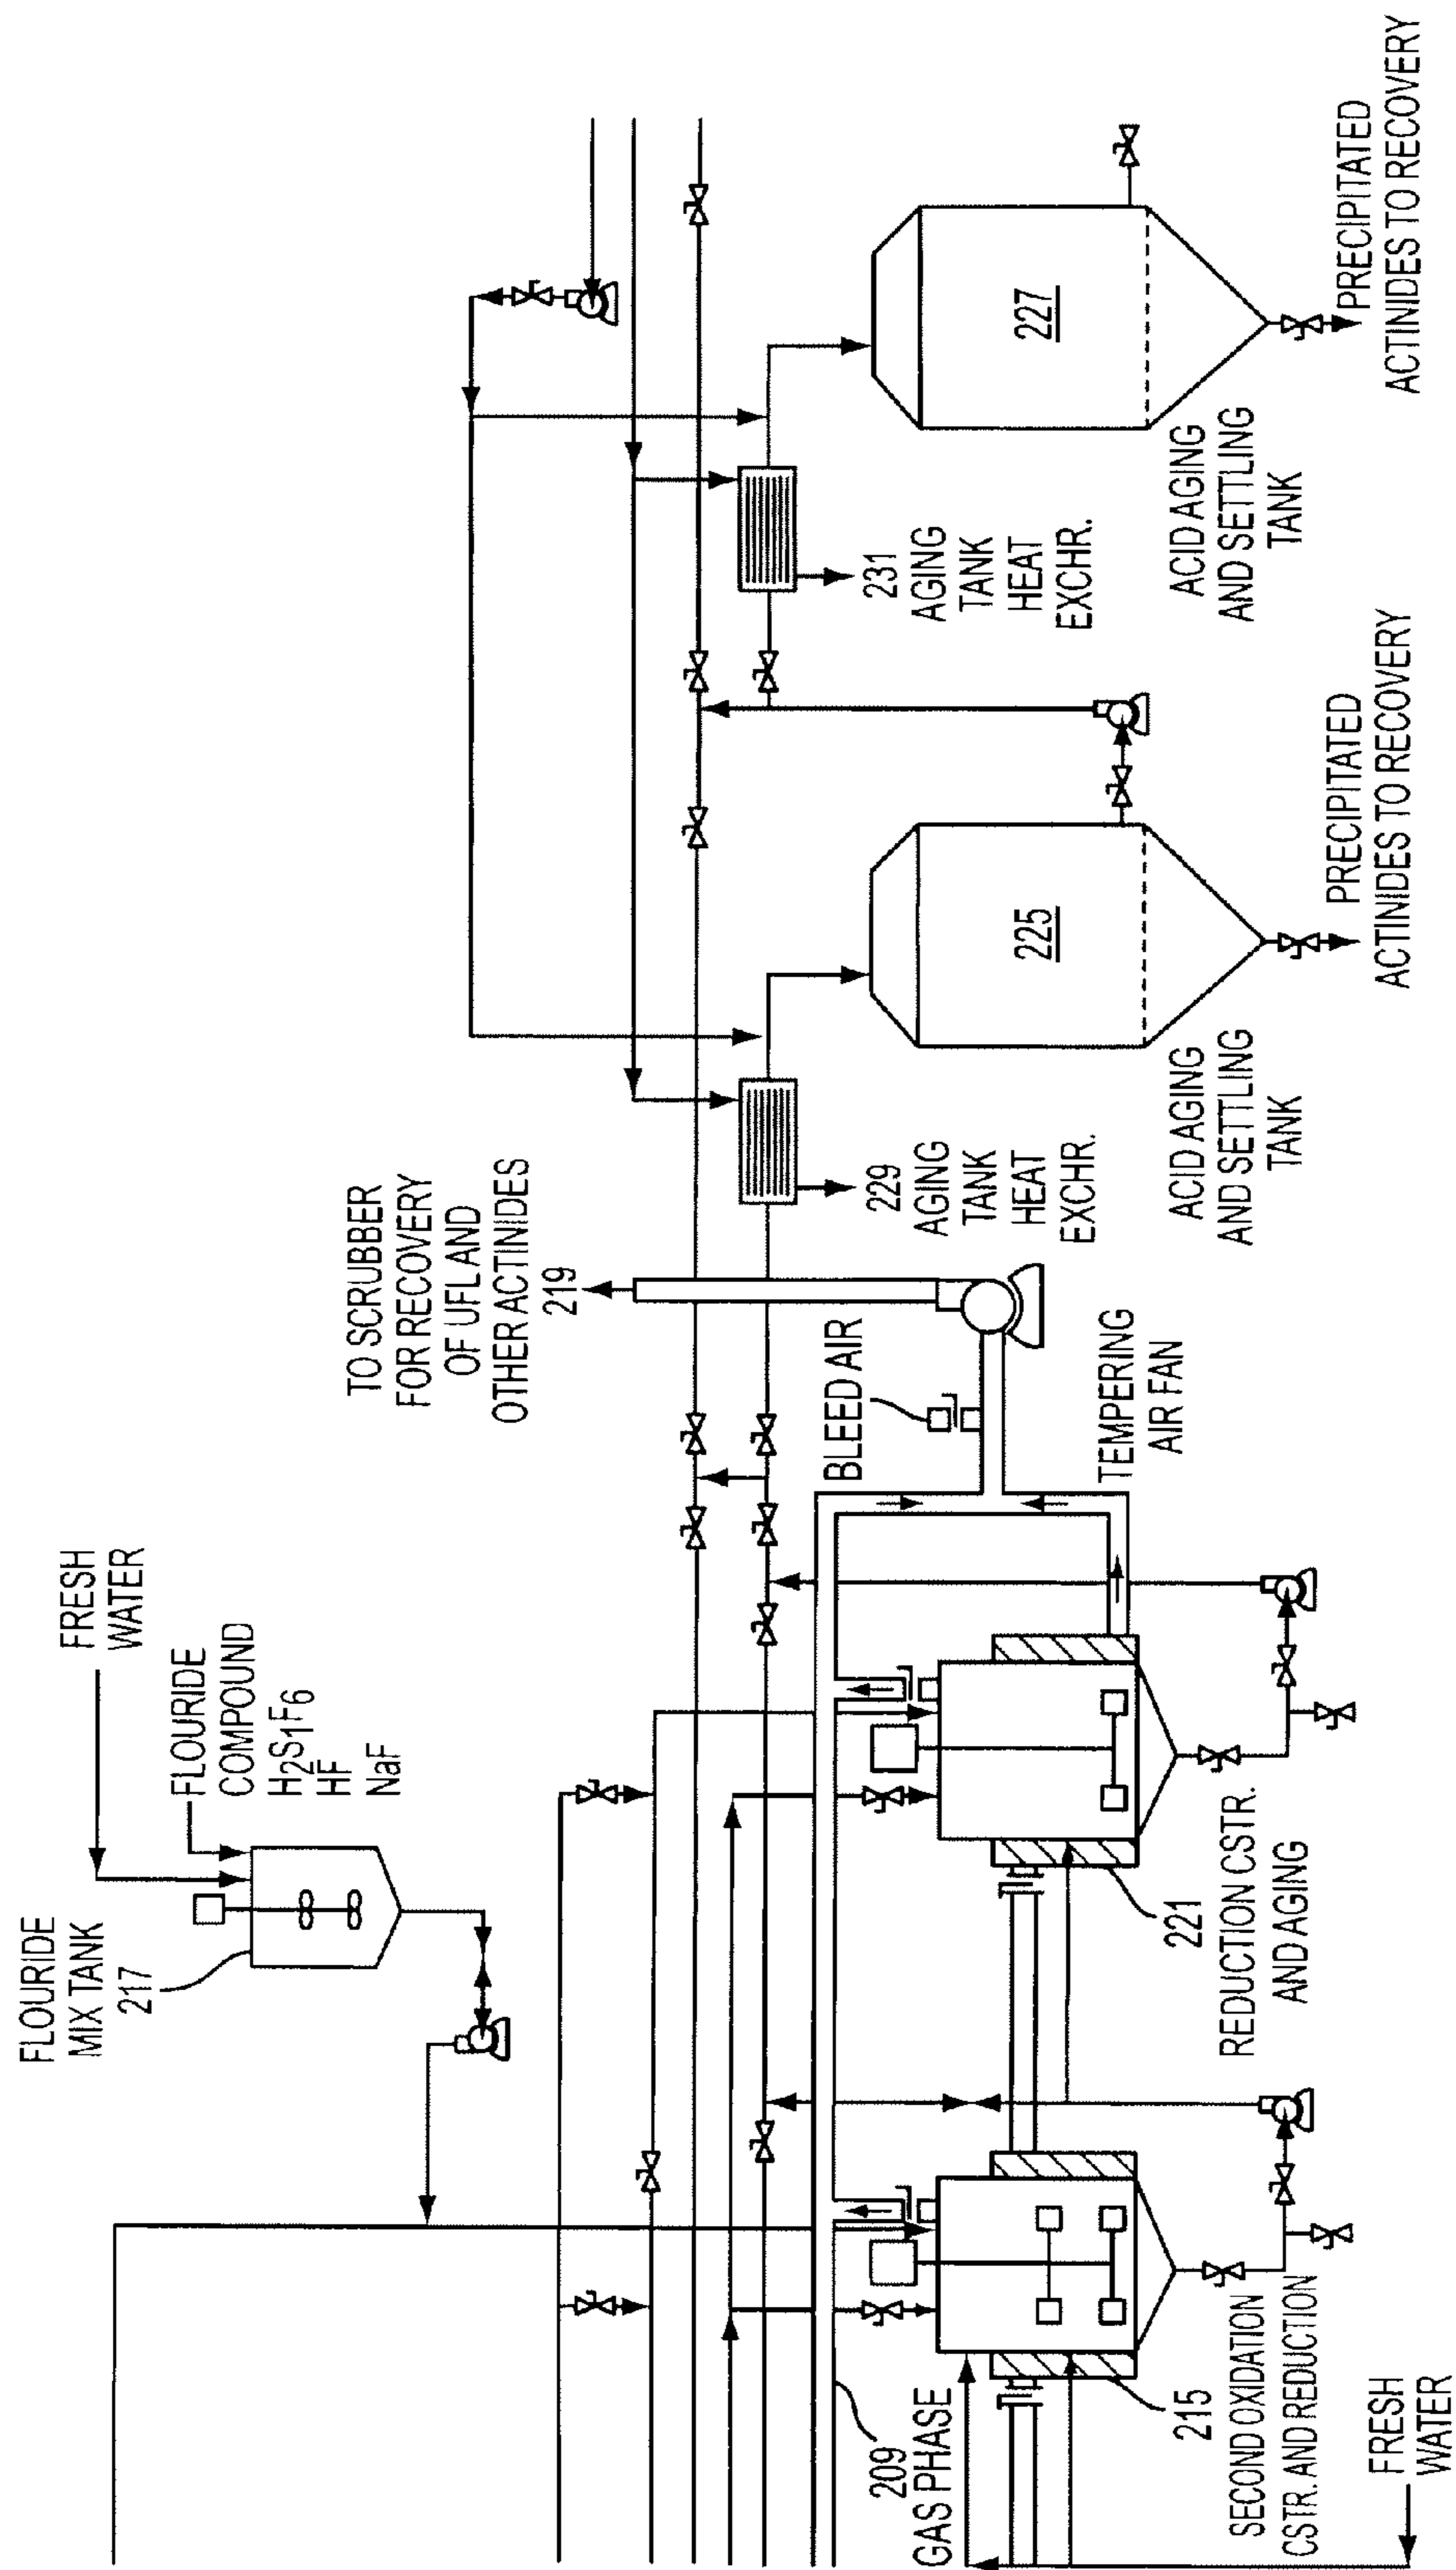 FLOURIDE
MIX TANK
217
FRESH
WATER
FLOURIDE
COMPOUND
H2S1F6
HF
NaF
TO SCRUBBER
FOR RECOVERY
OF UFL AND
OTHER ACTINIDES
219
209
GAS PHASE
BLEED AIR
TEMPERING
AIR FAN
229
AGING
TANK
HEAT
EXCHR.
231
AGING
TANK
HEAT
EXCHR.
225
227
215
SECOND OXIDATION
CSTR. AND REDUCTION
221
REDUCTION CSTR.
AND AGING
ACID AGING
AND SETTLING
TANK
ACID AGING
AND SETTLING
TANK
FRESH
WATER
PRECIPITATED
ACTINIDES TO RECOVERY
PRECIPITATED
ACTINIDES TO RECOVERY